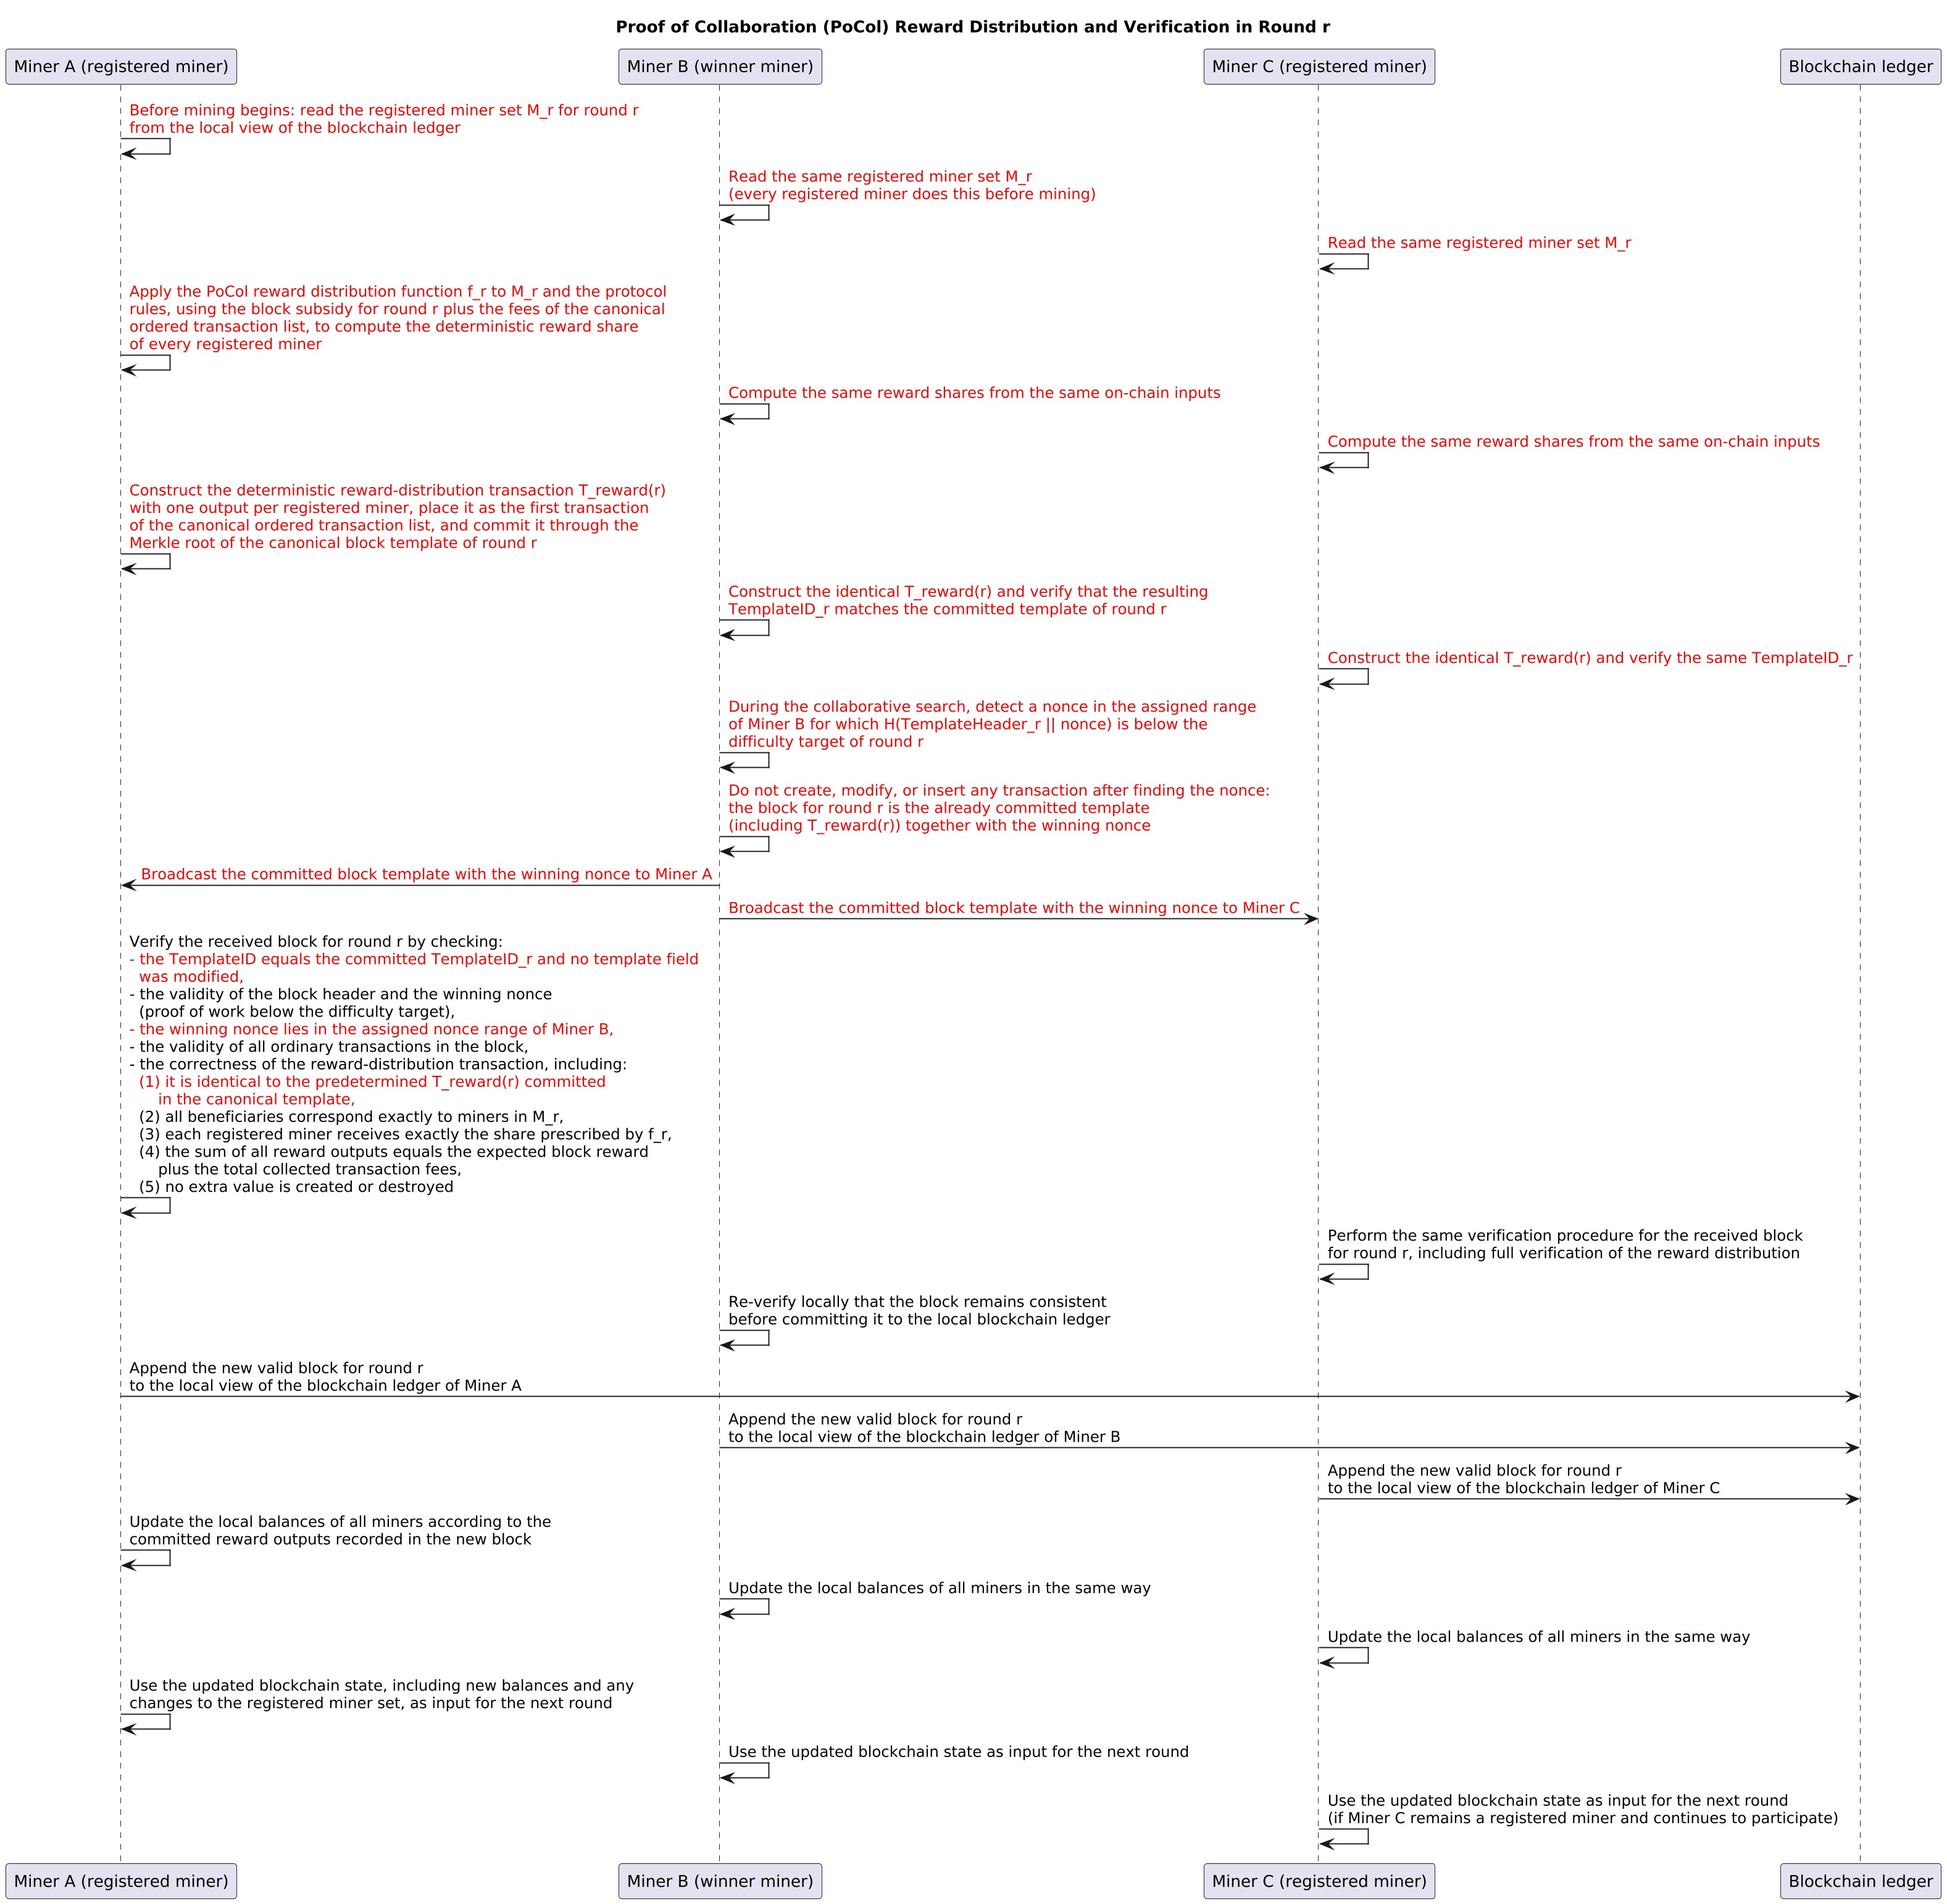 Proof of Collaboration (PoCol) Reward Distribution and Verification in Round r
Miner A (registered miner)
Miner B (winner miner)
Miner C (registered miner)
Blockchain ledger
Before mining begins: read the registered miner set M_r for round r
from the local view of the blockchain ledger
Read the same registered miner set M_r
(every registered miner does this before mining)
Read the same registered miner set M_r
Apply the PoCol reward distribution function f_r to M_r and the protocol
rules, using the block subsidy for round r plus the fees of the canonical
ordered transaction list, to compute the deterministic reward share
of every registered miner
Compute the same reward shares from the same on-chain inputs
Compute the same reward shares from the same on-chain inputs
Construct the deterministic reward-distribution transaction T_reward(r)
with one output per registered miner, place it as the first transaction
of the canonical ordered transaction list, and commit it through the
Merkle root of the canonical block template of round r
Construct the identical T_reward(r) and verify that the resulting
TemplateID_r matches the committed template of round r
Construct the identical T_reward(r) and verify the same TemplateID_r
During the collaborative search, detect a nonce in the assigned range
of Miner B for which H(TemplateHeader_r || nonce) is below the
difficulty target of round r
Do not create, modify, or insert any transaction after finding the nonce:
the block for round r is the already committed template
(including T_reward(r)) together with the winning nonce
Broadcast the committed block template with the winning nonce to Miner A
Broadcast the committed block template with the winning nonce to Miner C
Verify the received block for round r by checking:
- the TemplateID equals the committed TemplateID_r and no template field
was modified,
- the validity of the block header and the winning nonce
(proof of work below the difficulty target),
- the winning nonce lies in the assigned nonce range of Miner B,
- the validity of all ordinary transactions in the block,
- the correctness of the reward-distribution transaction, including:
(1) it is identical to the predetermined T_reward(r) committed
in the canonical template,
(2) all beneficiaries correspond exactly to miners in M_r,
(3) each registered miner receives exactly the share prescribed by f_r,
(4) the sum of all reward outputs equals the expected block reward
plus the total collected transaction fees,
(5) no extra value is created or destroyed
Perform the same verification procedure for the received block
for round r, including full verification of the reward distribution
Re-verify locally that the block remains consistent
before committing it to the local blockchain ledger
Append the new valid block for round r
to the local view of the blockchain ledger of Miner A
Append the new valid block for round r
to the local view of the blockchain ledger of Miner B
Append the new valid block for round r
to the local view of the blockchain ledger of Miner C
Update the local balances of all miners according to the
committed reward outputs recorded in the new block
Update the local balances of all miners in the same way
Update the local balances of all miners in the same way
Use the updated blockchain state, including new balances and any
changes to the registered miner set, as input for the next round
Use the updated blockchain state as input for the next round
Use the updated blockchain state as input for the next round
(if Miner C remains a registered miner and continues to participate)
Miner A (registered miner)
Miner B (winner miner)
Miner C (registered miner)
Blockchain ledger